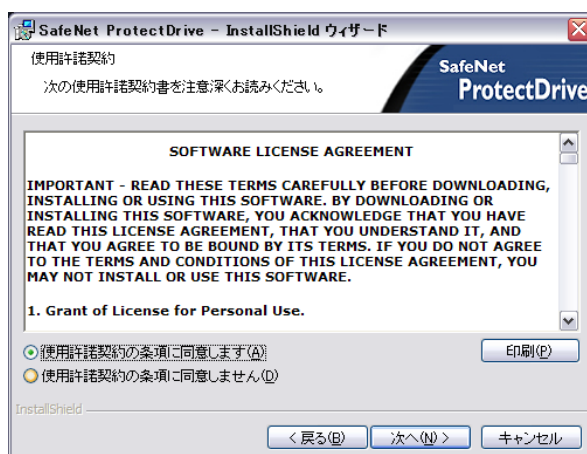 SafeNet ProtectDrive - InstallShield ウィザード
使用許諾契約
次の使用許諾契約書を注意深くお読みください。
SafeNet
ProtectDrive
SOFTWARE LICENSE AGREEMENT
IMPORTANT - READ THESE TERMS CAREFULLY BEFORE DOWNLOADING,
INSTALLING OR USING THIS SOFTWARE. BY DOWNLOADING OR
INSTALLING THIS SOFTWARE, YOU ACKNOWLEDGE THAT YOU HAVE
READ THIS LICENSE AGREEMENT, THAT YOU UNDERSTAND IT, AND
THAT YOU AGREE TO BE BOUND BY ITS TERMS. IF YOU DO NOT AGREE
TO THE TERMS AND CONDITIONS OF THIS LICENSE AGREEMENT, YOU
MAY NOT INSTALL OR USE THIS SOFTWARE.
1. Grant of License for Personal Use.
使用許諾契約の条項に同意します(A)
印刷(P)
使用許諾契約の条項に同意しません(D)
InstallShield
< 戻る(B)
次へ(N) >
キャンセル